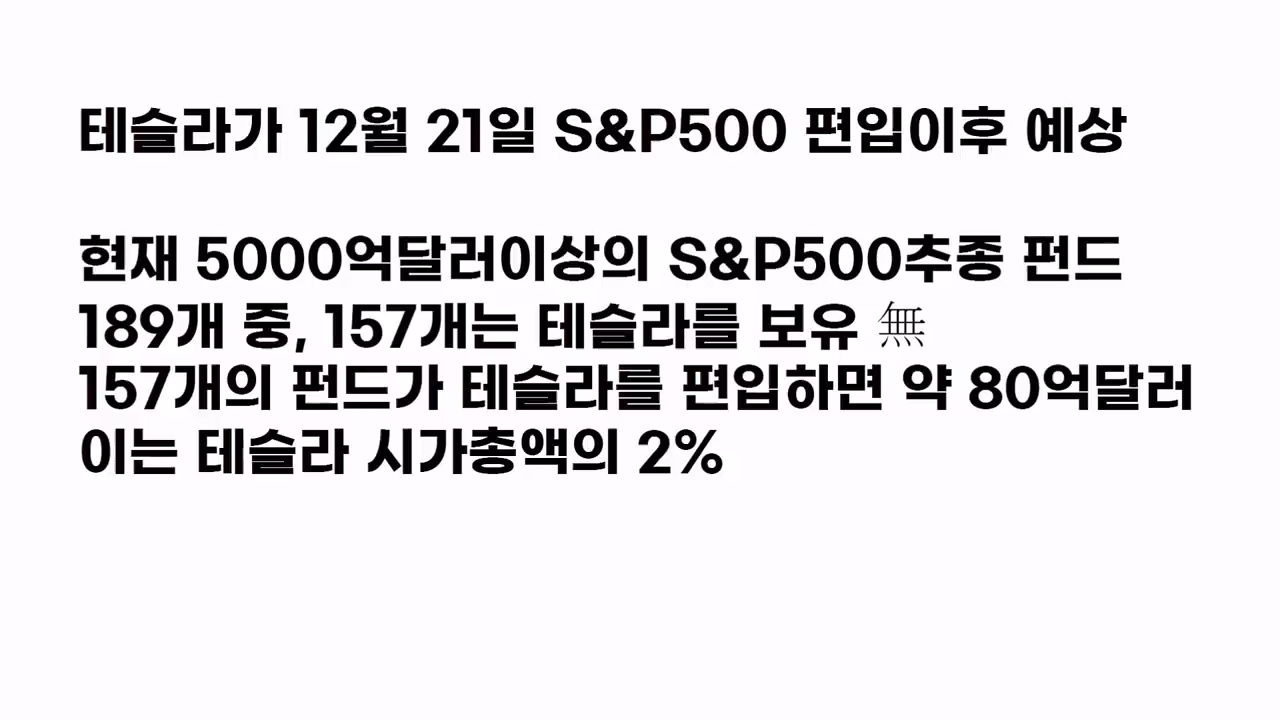 테슬라가 12월 21일 S&P500 편입이후 예상
현재 5000억달러이상의 S&P500추종 펀드
189개 중, 157개는 테슬라를 보유 無
157개의 펀드가 테슬라를 편입하면 약 80억달러
이는 테슬라 시가총액의 2%